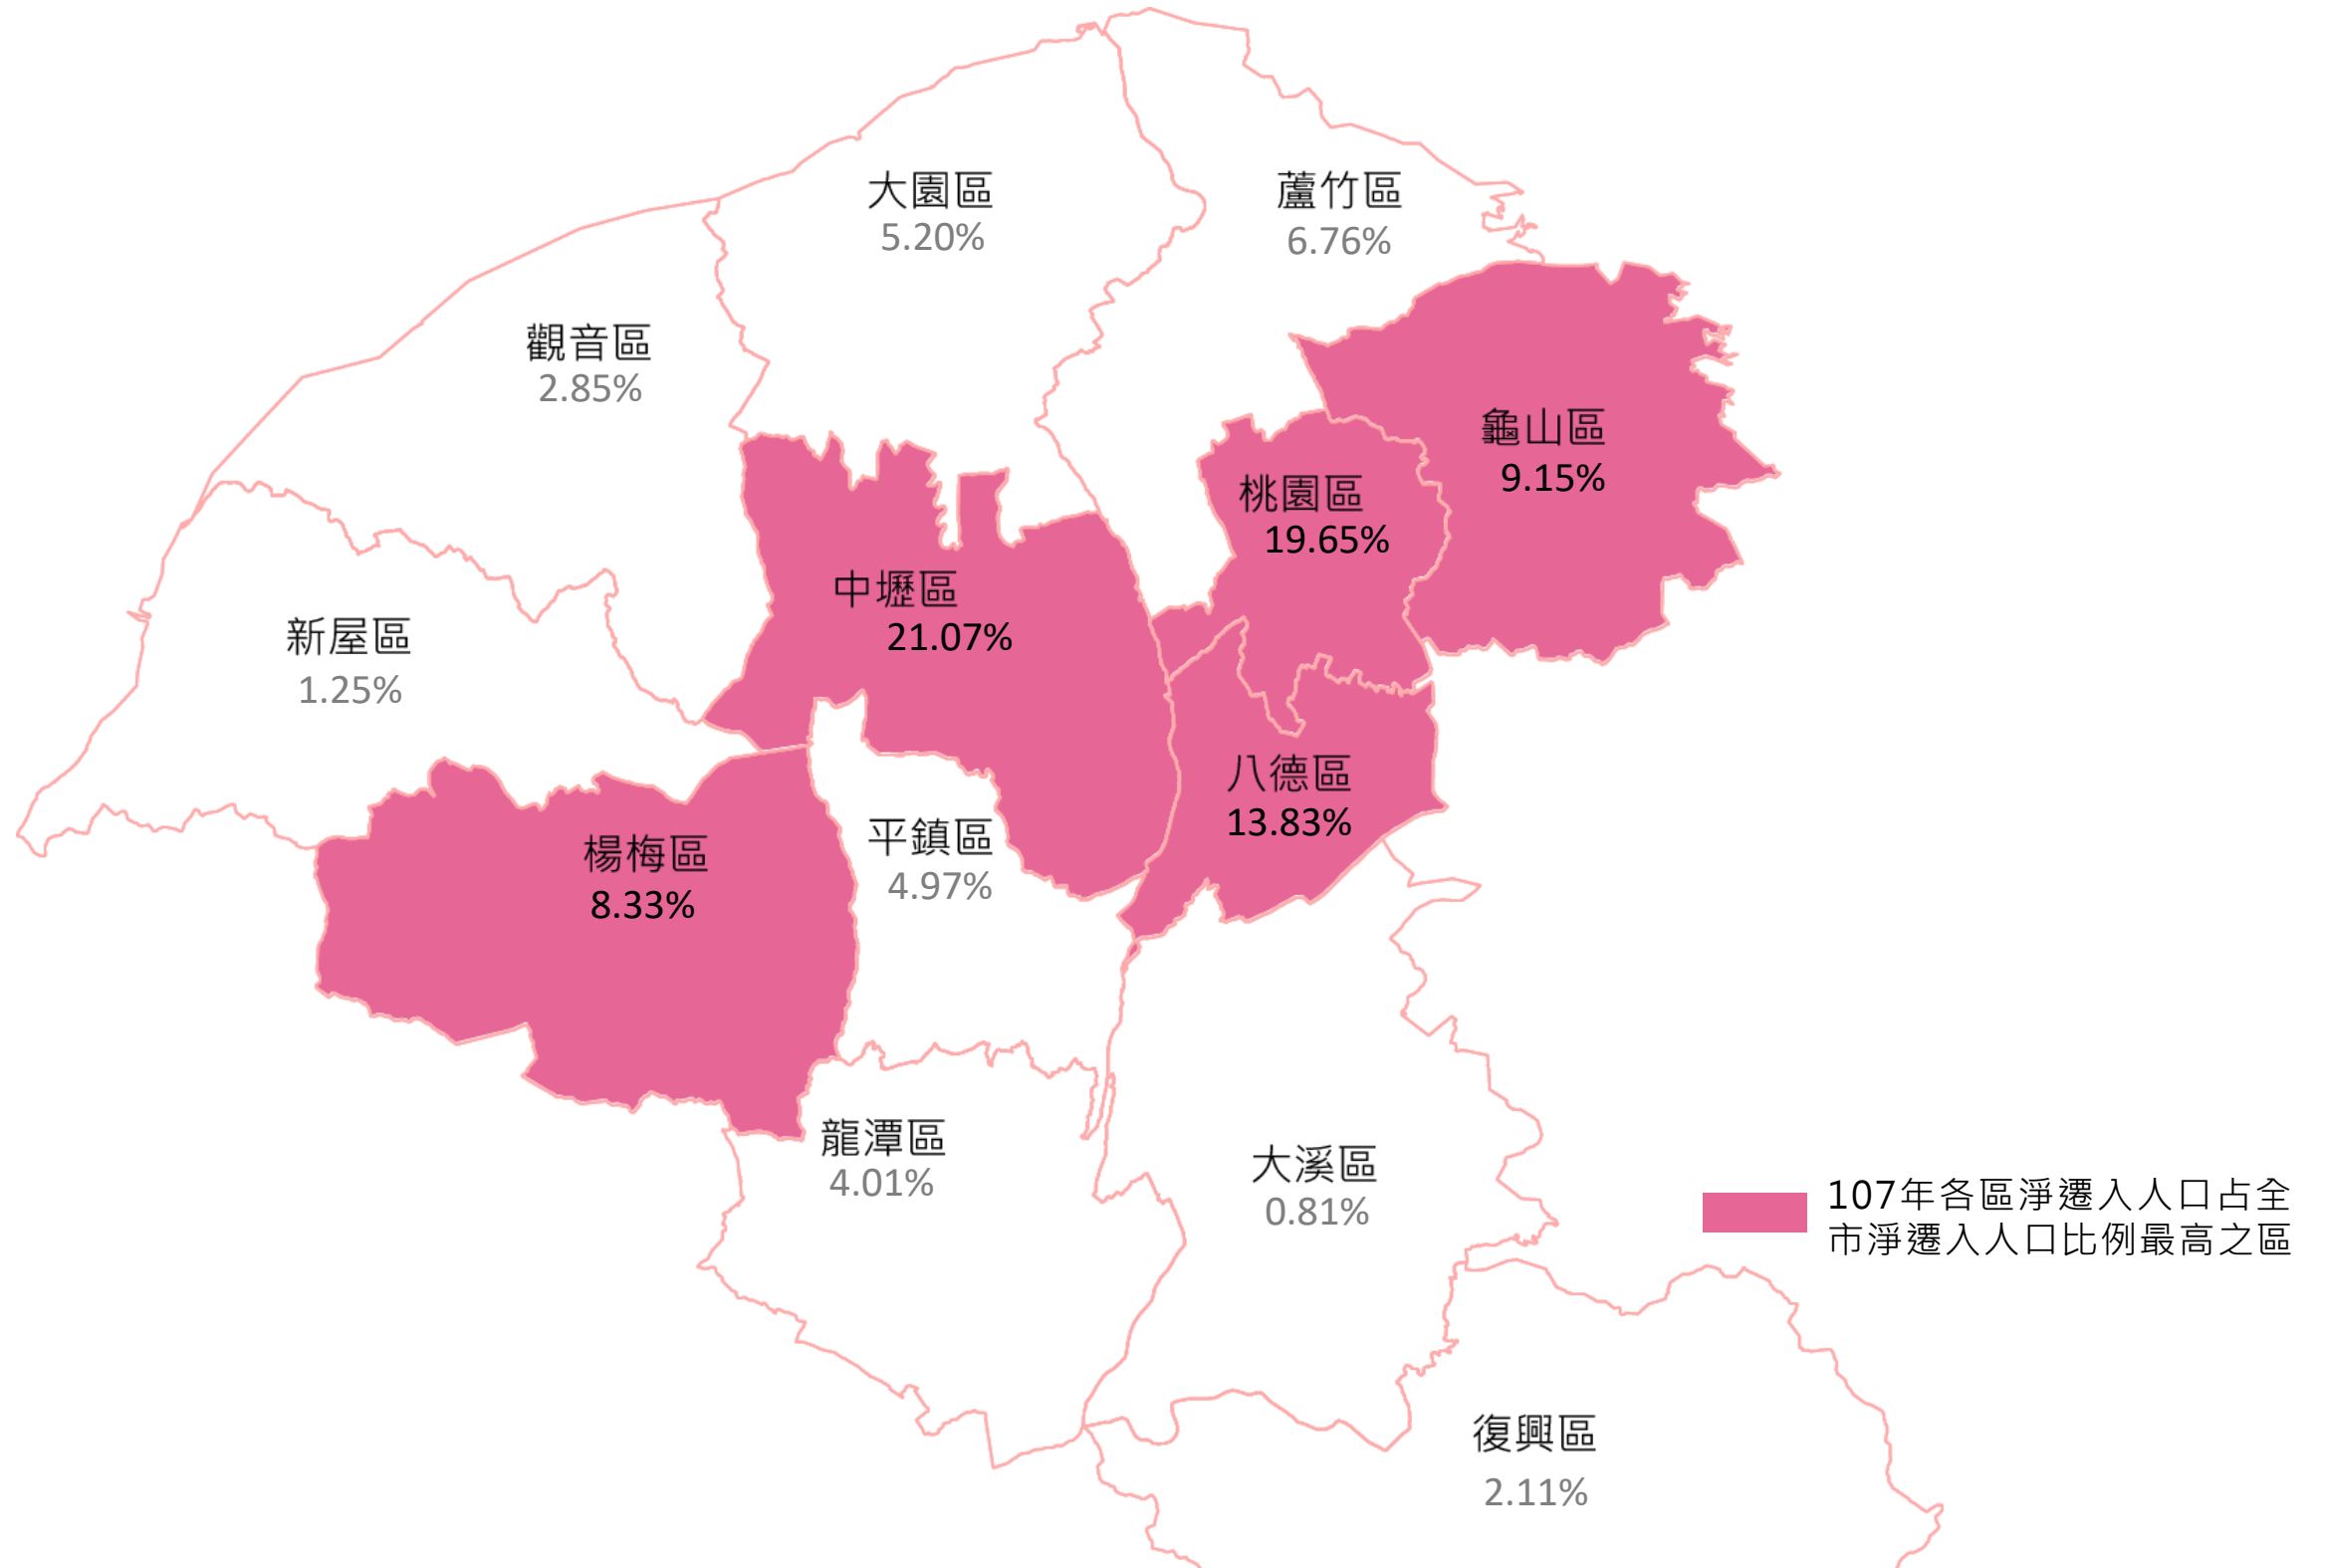 大園區
5.20%
蘆竹區
6.76%
觀音區
2.85%
龜山區
9.15%
桃園區
19.65%
中壢區
21.07%
新屋區
1.25%
八德區
13.83%
楊梅區
8.33%
平鎮區
4.97%
龍潭區
4.01%
大溪區
0.81%
107年各區淨遷入人口占全
市淨遷入人口比例最高之區
復興區
2.11%